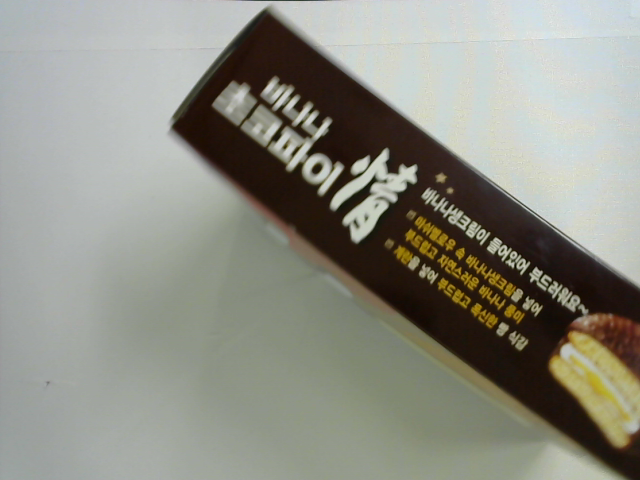 바나나
초코파이 情
바나나생크림이 들어있어 부드러워요~
마쉬멜로우 속 바나나생크림을 넣어
부드럽고 자연스러운 바나나 풍미
계란을 넣어 부드럽고 폭신한 빵 식감